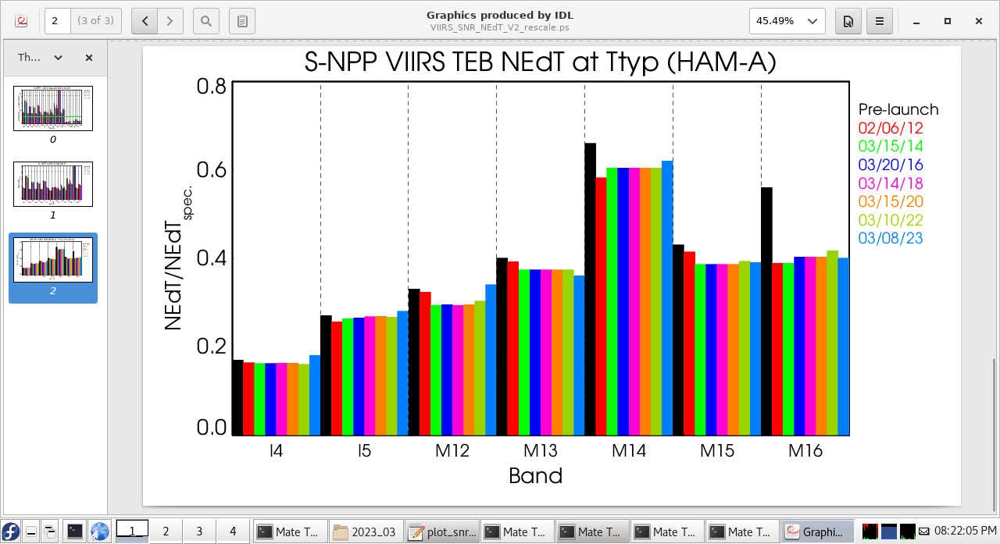 2
(3 of 3)
Graphics produced by IDL
VIIRS_SNR_NEdT_V2_rescale.ps
45.49%
Th...
0
1
2
S-NPP VIIRS TEB NEdT at Ttyp (HAM-A)
0.8
0.6
0.4
0.2
0.0
NEdT/NEdTspec.
I4 I5 M12 M13 M14 M15 M16
Band
Pre-launch
02/06/12
03/15/14
03/20/16
03/14/18
03/15/20
03/10/22
03/08/23
1 2 3 4 Mate T... 2023_03 plot_snr... Mate T... Mate T... Mate T... Mate T... Graphi... 08:22:05 PM